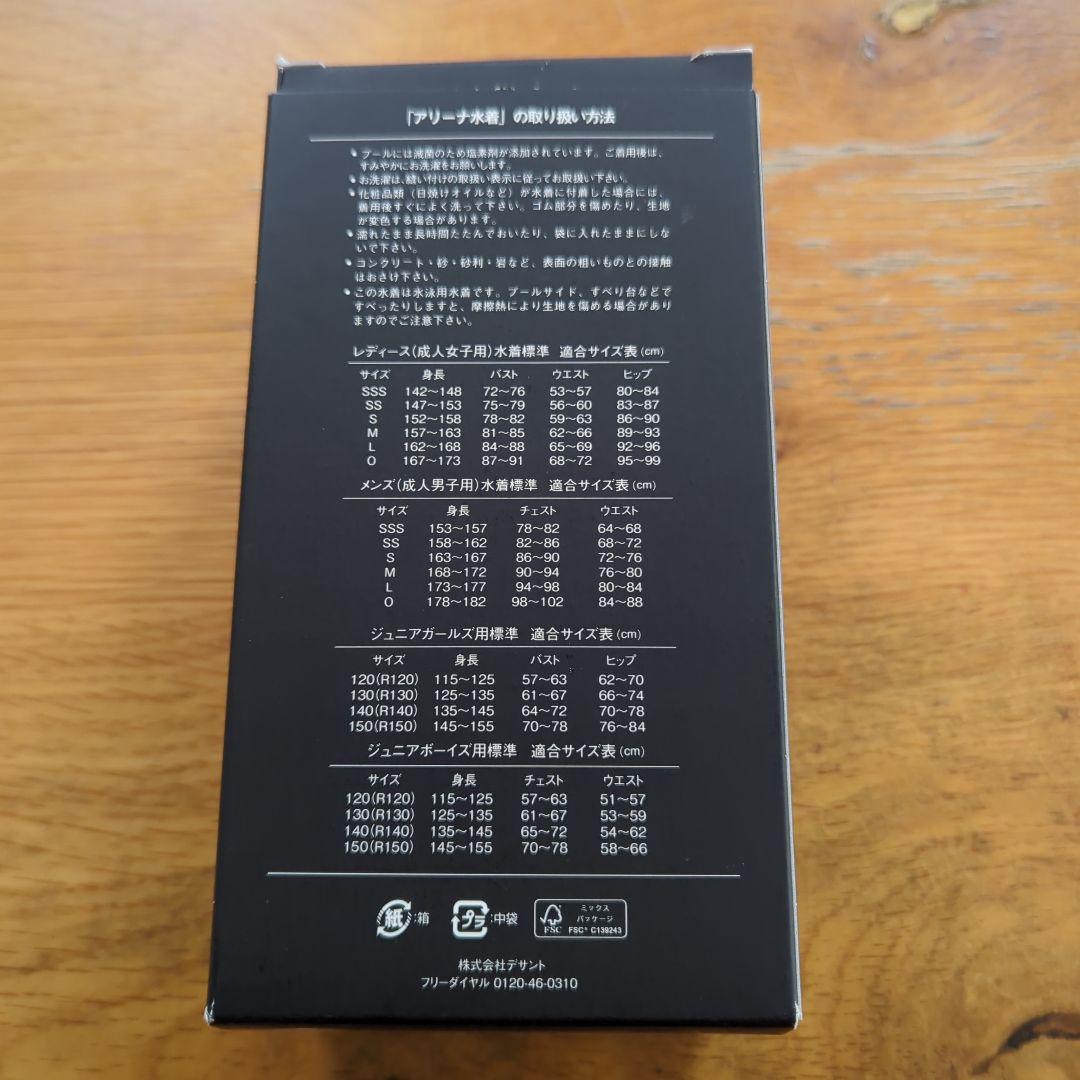 「アリーナ水着」の取り扱い方法
• プールには滅菌のため塩素剤が添加されています。ご着用後は、
すみやかにお洗濯をお願いします。
• お洗濯は、縫い付けの取扱い表示に従ってお取扱い下さい。
• 化粧品類(日焼けオイルなど)が水着に付着した場合には、
着用後すぐによく洗って下さい。ゴム部分を傷めたり、生地
が変色する場合があります。
• 濡れたまま長時間たたんでおいたり、袋に入れたままにしな
いで下さい。
• コンクリート・砂・砂利・岩など、表面の粗いものとの接触
はおさけ下さい。
• この水着は水泳用水着です。プールサイド、すべり台などで
すべったりしますと、摩擦熱により生地を傷める場合があり
ますのでご注意下さい。
レディース(成人女子用)水着標準 適合サイズ表(cm)
サイズ 身長 バスト ウエスト ヒップ
SSS 142〜148 72〜76 53〜57 80〜84
SS 147〜153 75〜79 56〜60 83〜87
S 152〜158 78〜82 59〜63 86〜90
M 157〜163 81〜85 62〜66 89〜93
L 162〜168 84〜88 65〜69 92〜96
O 167〜173 87〜91 68〜72 95〜99
メンズ(成人男子用)水着標準 適合サイズ表(cm)
サイズ 身長 チェスト ウエスト
SSS 153〜157 78〜82 64〜68
SS 158〜162 82〜86 68〜72
S 163〜167 86〜90 72〜76
M 168〜172 90〜94 76〜80
L 173〜177 94〜98 80〜84
O 178〜182 98〜102 84〜88
ジュニアガールズ用標準 適合サイズ表(cm)
サイズ 身長 バスト ヒップ
120(R120) 115〜125 57〜63 62〜70
130(R130) 125〜135 61〜67 66〜74
140(R140) 135〜145 64〜72 70〜78
150(R150) 145〜155 70〜78 76〜84
ジュニアボーイズ用標準 適合サイズ表(cm)
サイズ 身長 チェスト ウエスト
120(R120) 115〜125 57〜63 51〜57
130(R130) 125〜135 61〜67 53〜59
140(R140) 135〜145 65〜72 54〜62
150(R150) 145〜155 70〜78 58〜66
紙:箱 プラ:中袋 FSC ミックス
パッケージ
FSC® C139243
株式会社デサント
フリーダイヤル 0120-46-0310